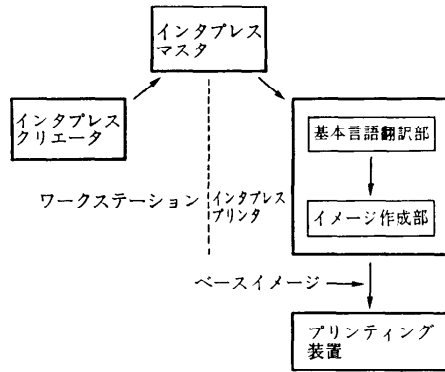 インタプレス
マスタ
インタプレス
クリエータ
基本言語翻訳部
ワークステーション
インタプレス
プリンタ
イメージ作成部
ベースイメージ
プリンティング
装置